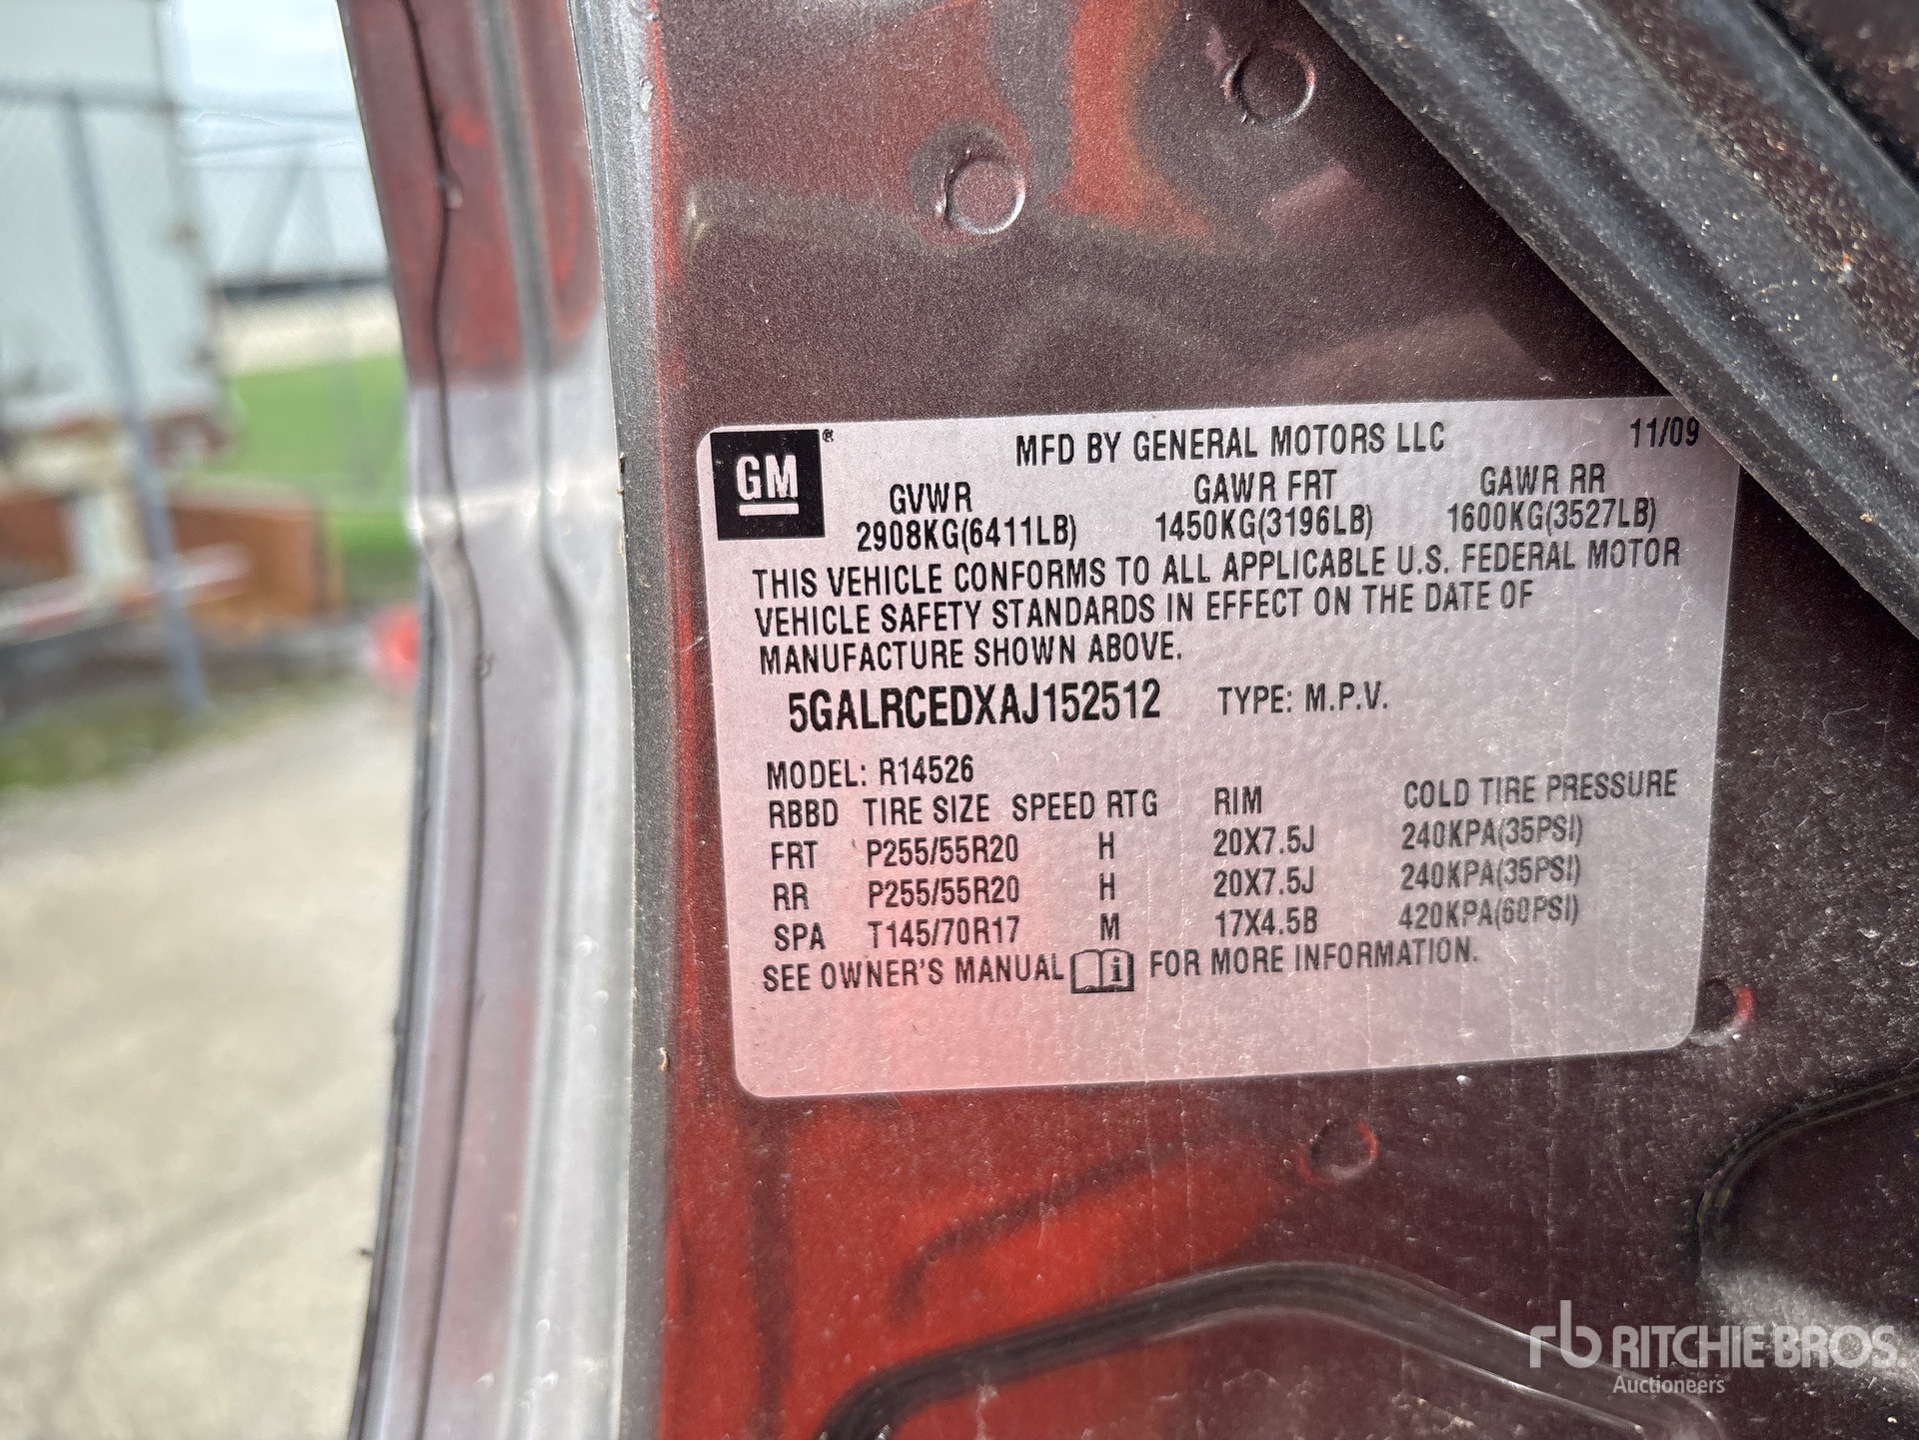 GM®
MFD BY GENERAL MOTORS LLC 11/09
GVWR GAWR FRT GAWR RR
2908KG(6411LB) 1450KG(3196LB) 1600KG(3527LB)
THIS VEHICLE CONFORMS TO ALL APPLICABLE U.S. FEDERAL MOTOR
VEHICLE SAFETY STANDARDS IN EFFECT ON THE DATE OF
MANUFACTURE SHOWN ABOVE.
5GALRCEDXAJ152512 TYPE: M.P.V.
MODEL: R14526
RBBD TIRE SIZE SPEED RTG RIM COLD TIRE PRESSURE
FRT P255/55R20 H 20X7.5J 240KPA(35PSI)
RR P255/55R20 H 20X7.5J 240KPA(35PSI)
SPA T145/70R17 M 17X4.5B 420KPA(60PSI)
SEE OWNER'S MANUAL i FOR MORE INFORMATION.
rb RITCHIE BROS.
Auctioneers